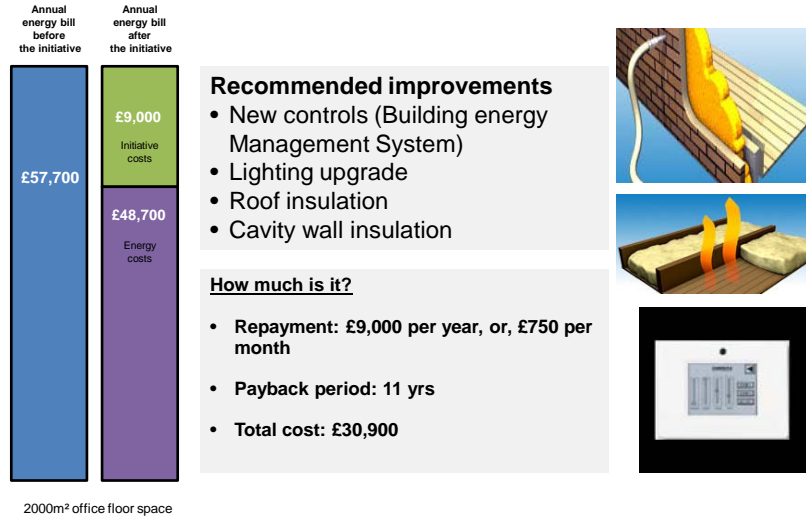 Annual
energy bill
before
the initiative
Annual
energy bill
after
the initiative
£57,700
£9,000
Initiative
costs
£48,700
Energy
costs
2000m² office floor space
Recommended improvements
• New controls (Building energy
Management System)
• Lighting upgrade
• Roof insulation
• Cavity wall insulation
How much is it?
• Repayment: £9,000 per year, or, £750 per
month
• Payback period: 11 yrs
• Total cost: £30,900